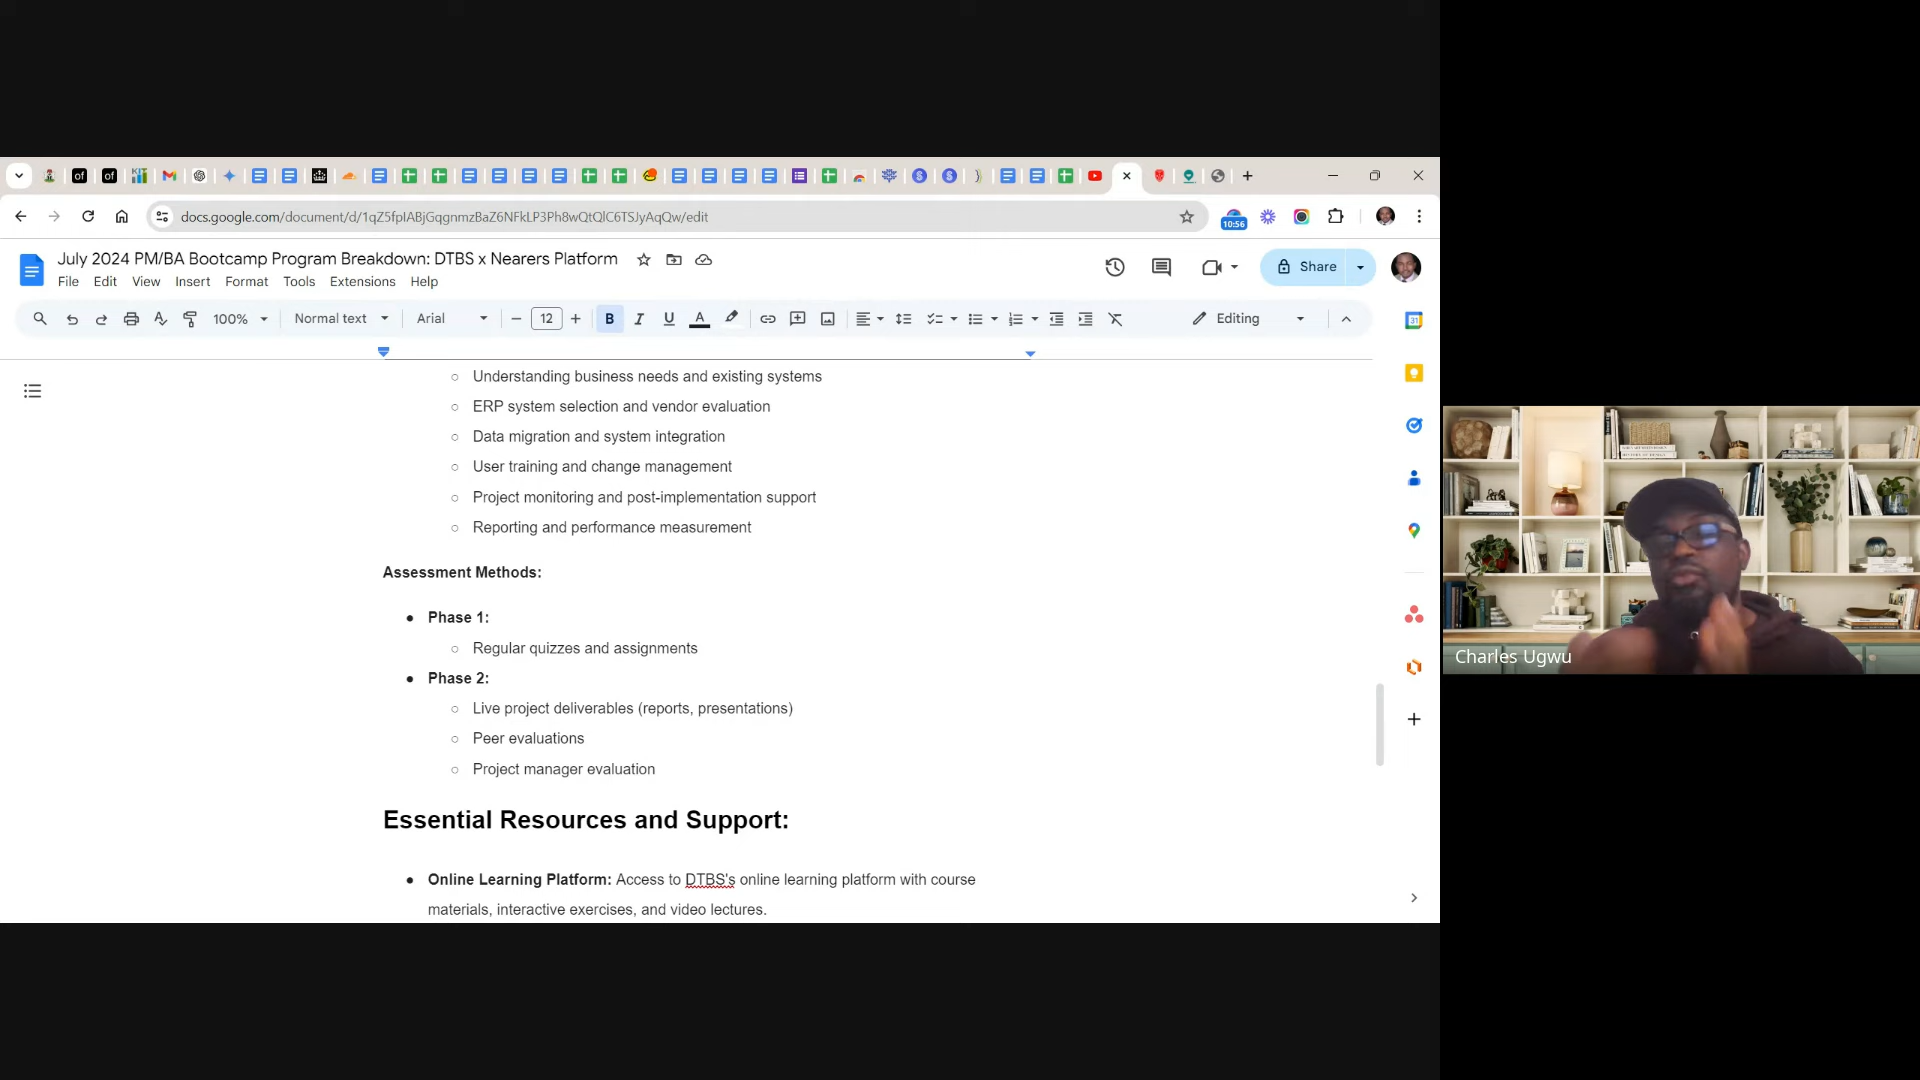 docs.google.com/document/d/1qZ5fpIABjGqgnmzBaZ6NFkLP3Ph8wQtQlC6TSJyAqQw/edit
10:56
July 2024 PM/BA Bootcamp Program Breakdown: DTBS x Nearers Platform
File Edit View Insert Format Tools Extensions Help
Share
100% Normal text Arial 12 B I U A Editing
Understanding business needs and existing systems
ERP system selection and vendor evaluation
Data migration and system integration
User training and change management
Project monitoring and post-implementation support
Reporting and performance measurement
Assessment Methods:
Phase 1:
Regular quizzes and assignments
Phase 2:
Live project deliverables (reports, presentations)
Peer evaluations
Project manager evaluation
Essential Resources and Support:
Online Learning Platform: Access to DTBS's online learning platform with course
materials, interactive exercises, and video lectures.
Charles Ugwu